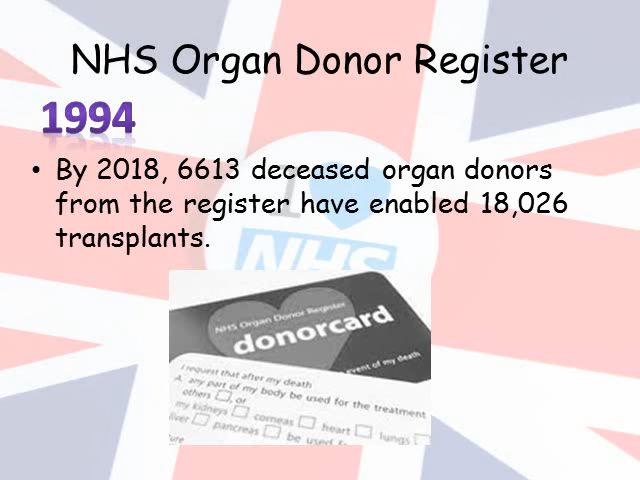 NHS Organ Donor Register
1994
• By 2018, 6613 deceased organ donors
from the register have enabled 18,026
transplants.
I
NHS
NHS Organ Donor Register
donorcard
event of my death
I request that after my death
A. any part of my body be used for the treatment
others , or
my kidneys corneas heart lungs
liver pancreas be used